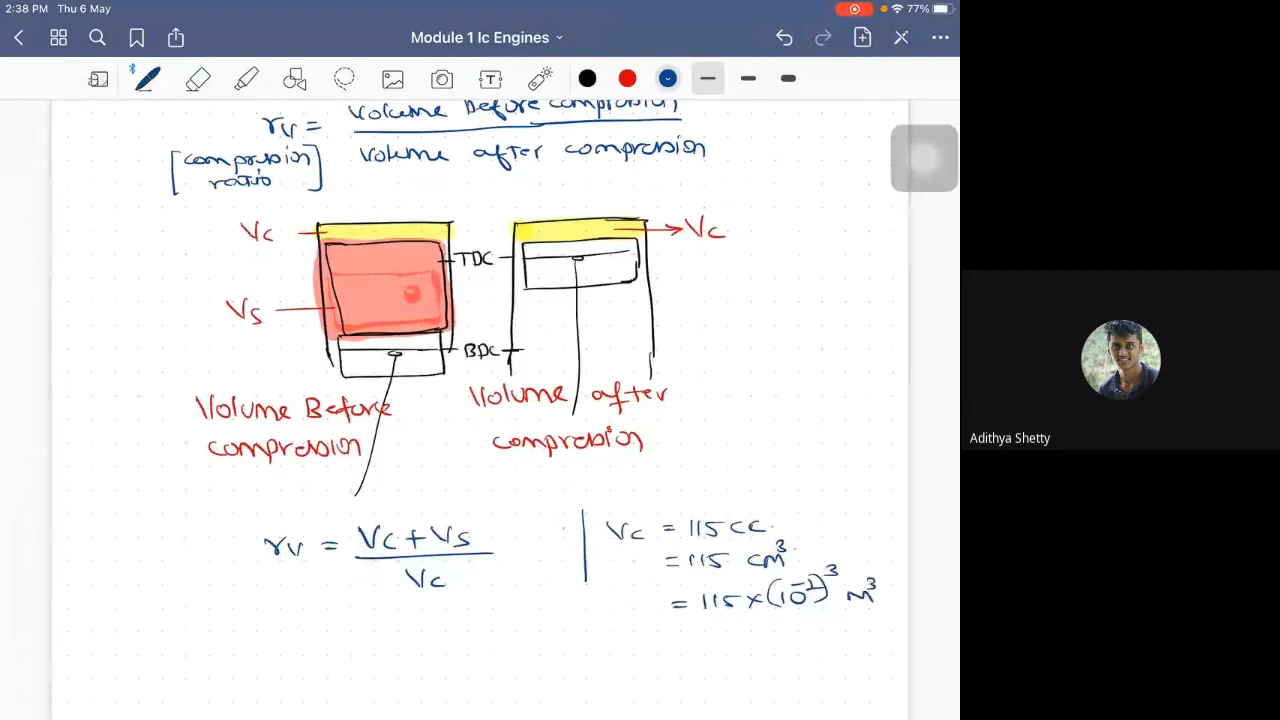 2:38 PM Thu 6 May
77%
Module 1 Ic Engines
T
Volume Before compression
rv =
Volume after compression
[compression ratio]
Vc
Vc
TDC
Vs
BDC
Volume Before
compression
Volume after
compression
rv = Vc + Vs
Vc
Vc = 115 cc.
= 115 cm³
= 115 × (10⁻²)³ m³
Adithya Shetty